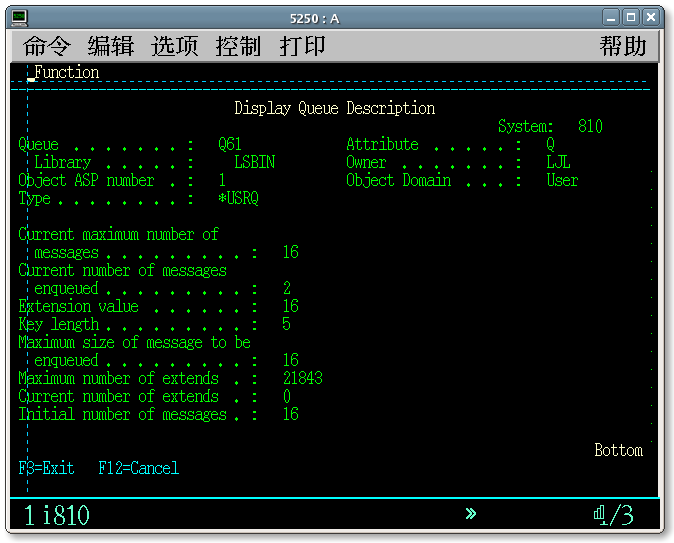 5250 : A
命令 编辑 选项 控制 打印 帮助
Function
Display Queue Description
System: 810
Queue . . . . . . . : Q61 Attribute . . . . . : Q
Library . . . . . : LSBIN Owner . . . . . . . : LJL
Object ASP number . : 1 Object Domain . . . : User
Type . . . . . . . . : *USRQ
Current maximum number of
messages . . . . . . . . . : 16
Current number of messages
enqueued . . . . . . . . . : 2
Extension value . . . . . . : 16
Key length . . . . . . . . . : 5
Maximum size of message to be
enqueued . . . . . . . . . : 16
Maximum number of extends . : 21843
Current number of extends . : 0
Initial number of messages . : 16
Bottom
F3=Exit F12=Cancel
1 i810 » 1/3